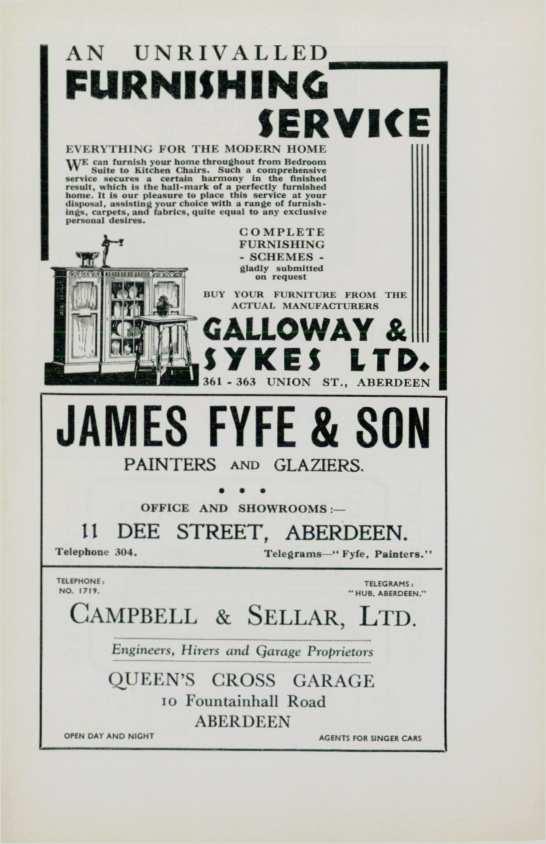 AN UNRIVALLED
FURNISHING
SERVICE
EVERYTHING FOR THE MODERN HOME
WE can furnish your home throughout from Bedroom
Suite to Kitchen Chairs. Such a comprehensive
service secures a certain harmony in the finished
result, which is the hall-mark of a perfectly furnished
home. It is our pleasure to place this service at your
disposal, assisting your choice with a range of furnish-
ings, carpets, and fabrics, quite equal to any exclusive
personal desires.
COMPLETE
FURNISHING
- SCHEMES -
gladly submitted
on request
BUY YOUR FURNITURE FROM THE
ACTUAL MANUFACTURERS
GALLOWAY &
SYKES LTD.
361 - 363 UNION ST., ABERDEEN
JAMES FYFE & SON
PAINTERS AND GLAZIERS.
• • •
OFFICE AND SHOWROOMS :—
11 DEE STREET, ABERDEEN.
Telephone 304. Telegrams—"Fyfe, Painters."
TELEPHONE: TELEGRAMS:
NO. 1719. "HUB, ABERDEEN."
CAMPBELL & SELLAR, LTD.
Engineers, Hirers and Garage Proprietors
QUEEN'S CROSS GARAGE
10 Fountainhall Road
ABERDEEN
OPEN DAY AND NIGHT AGENTS FOR SINGER CARS